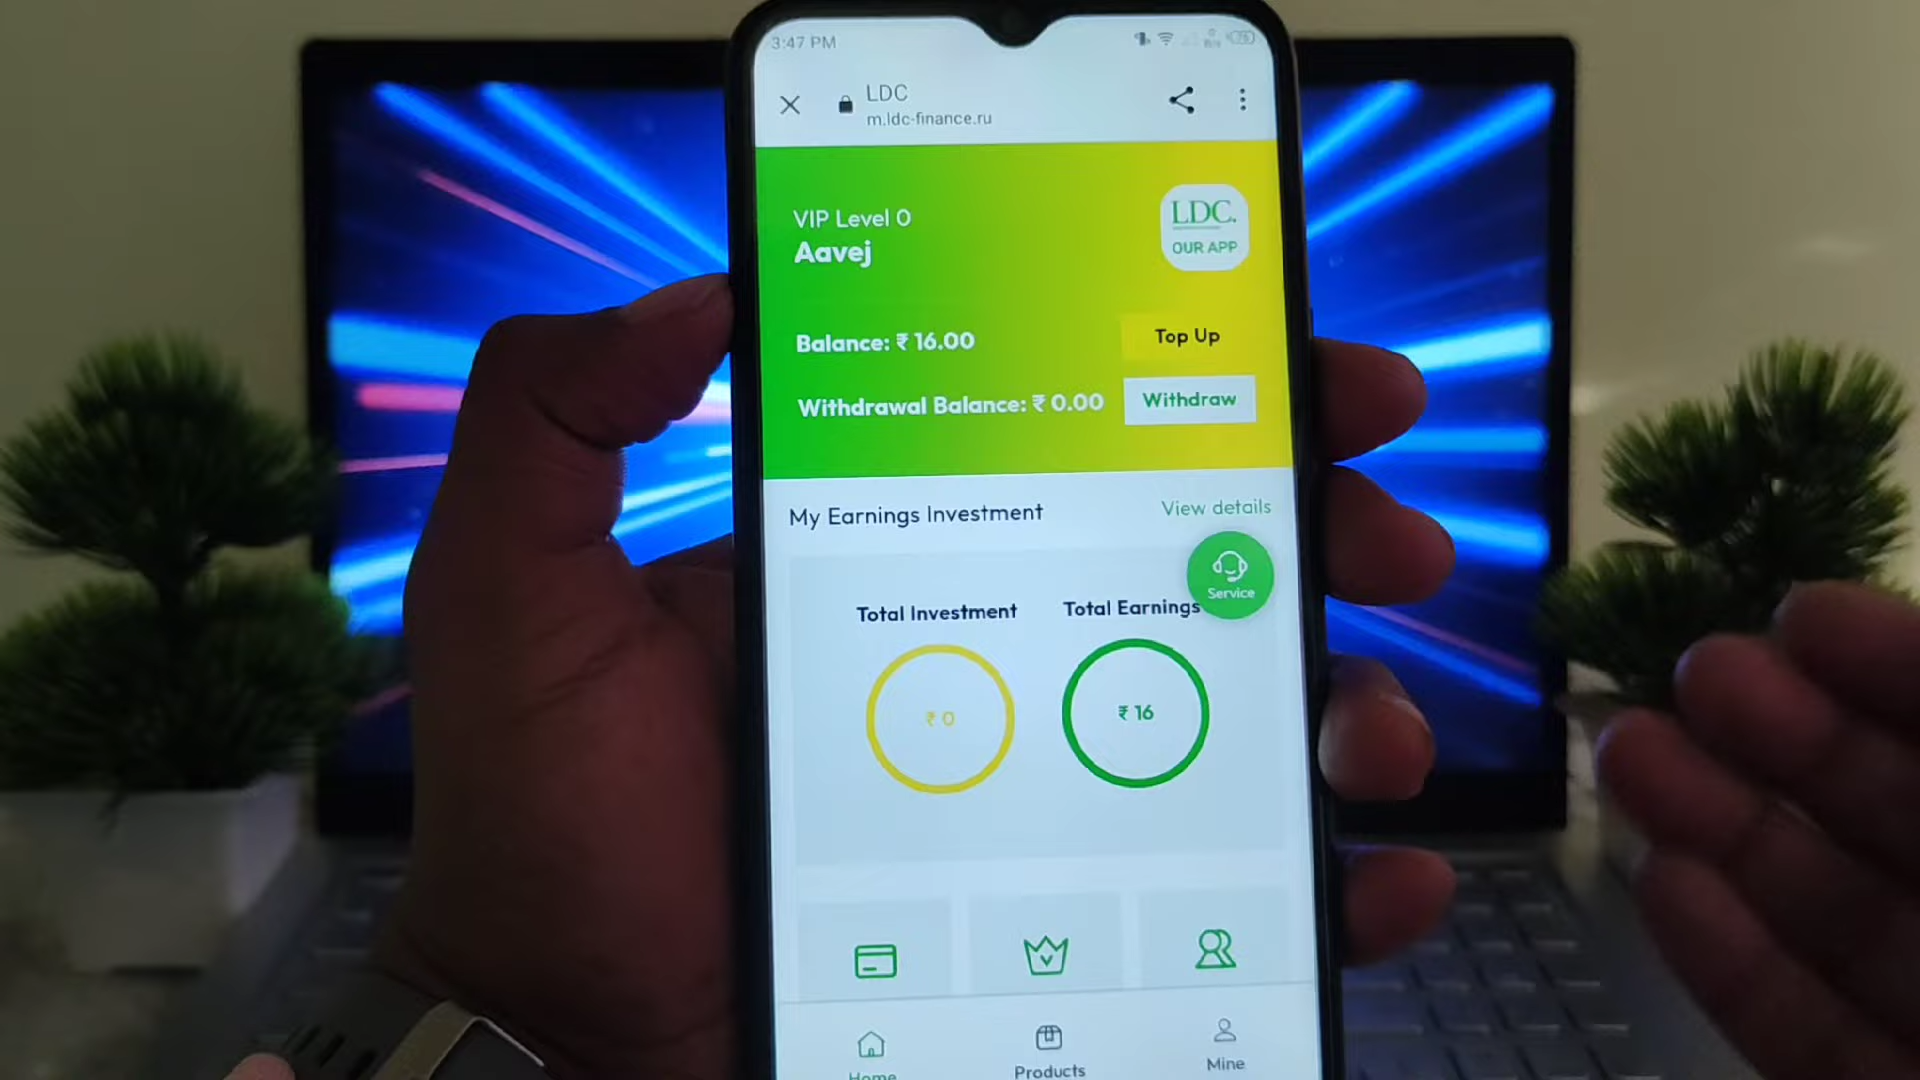 3:47 PM
LDC
m.ldc-finance.ru
VIP Level 0
Aavej
LDC.
OUR APP
Balance: ₹ 16.00
Top Up
Withdrawal Balance: ₹ 0.00
Withdraw
My Earnings Investment
View details
Service
Total Investment
Total Earnings
₹ 0
₹ 16
Home
Products
Mine